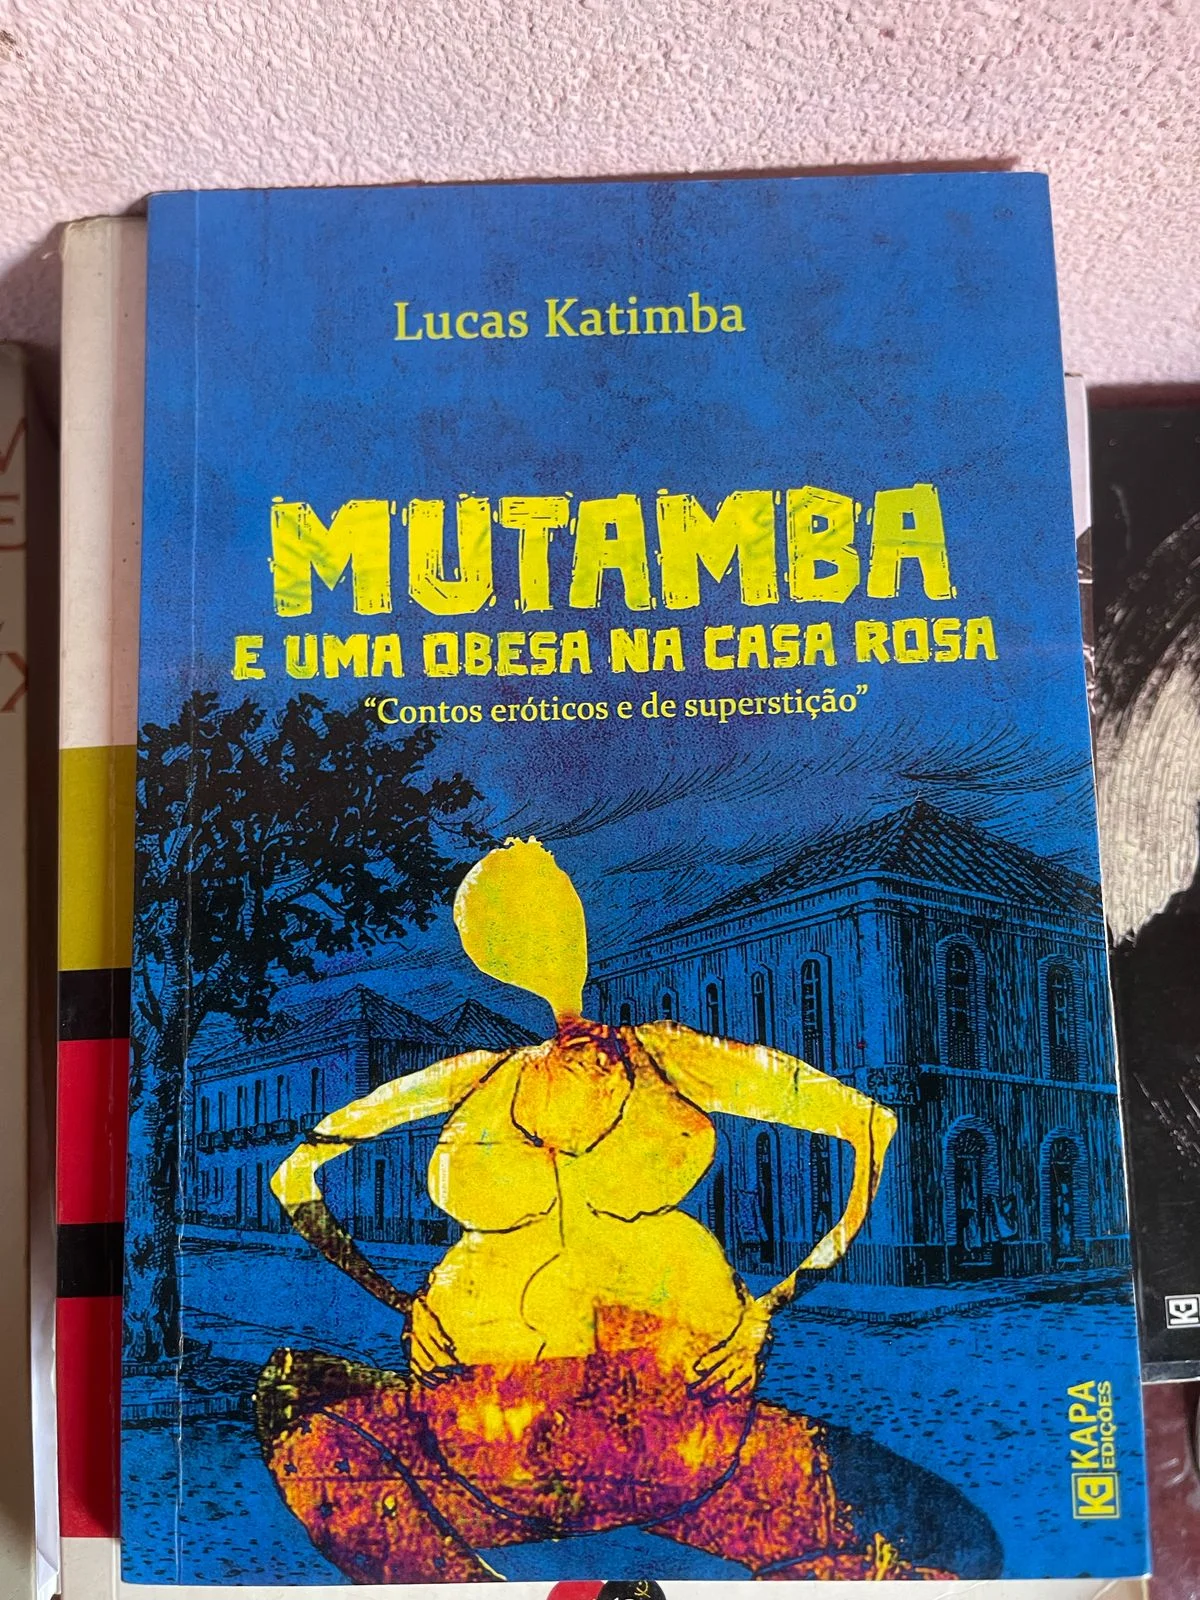 Lucas Katimba
MUTAMBA
E UMA OBESA NA CASA ROSA
“Contos eróticos e de superstição”
KAPA
EDIÇÕES